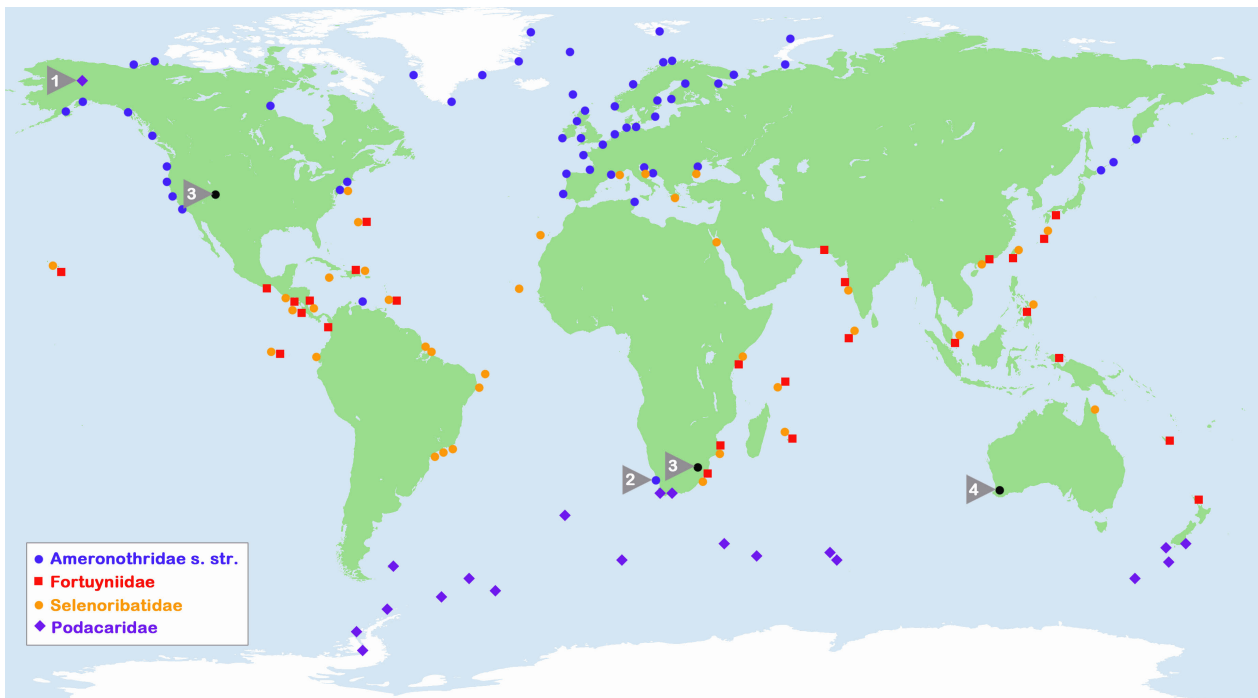 1
3
2
3
4
Ameronothridae s. str.
Fortuyniidae
Selenoribatidae
Podacaridae